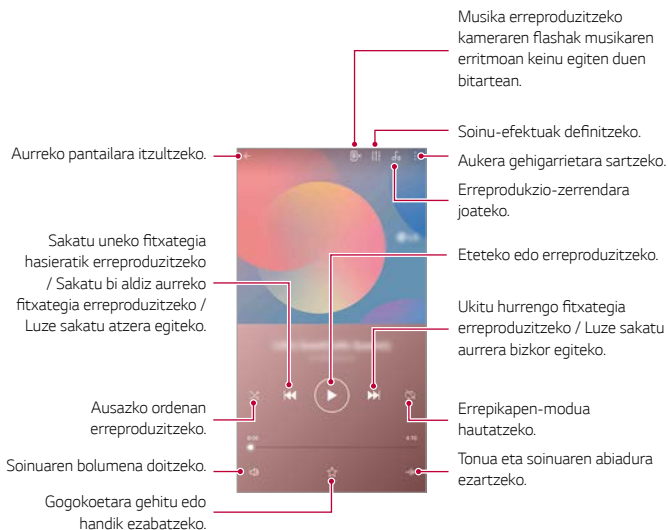 Musika erreproduzitzeko
kameraren flashak musikaren
erritmoan keinu egiten duen
bitartean.
Soinu-efektuak definitzeko.
Aurreko pantailara itzultzeko.
Aukera gehigarrietara sartzeko.
Erreprodukzio-zerrendara
joateko.
Sakatu uneko fitxategia
hasieratik erreproduzitzeko
/ Sakatu bi aldiz aurreko
fitxategia erreproduzitzeko /
Luze sakatu atzera egiteko.
Eteteko edo erreproduzitzeko.
Ukitu hurrengo fitxategia
erreproduzitzeko / Luze sakatu
aurrera bizkor egiteko.
Ausazko ordenan
erreproduzitzeko.
Errepikapen-modua
hautatzeko.
Soinuaren bolumena doitzeko.
Tonua eta soinuaren abiadura
ezartzeko.
Gogokoetara gehitu edo
handik ezabatzeko.